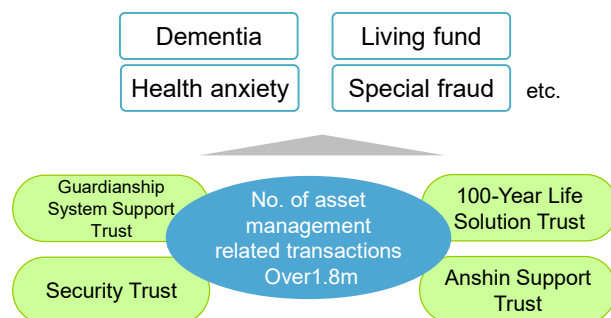 Dementia
Living fund
Health anxiety
Special fraud
etc.
Guardianship
System Support
Trust
No. of asset
management
related transactions
Over1.8m
100-Year Life
Solution Trust
Security Trust
Anshin Support
Trust